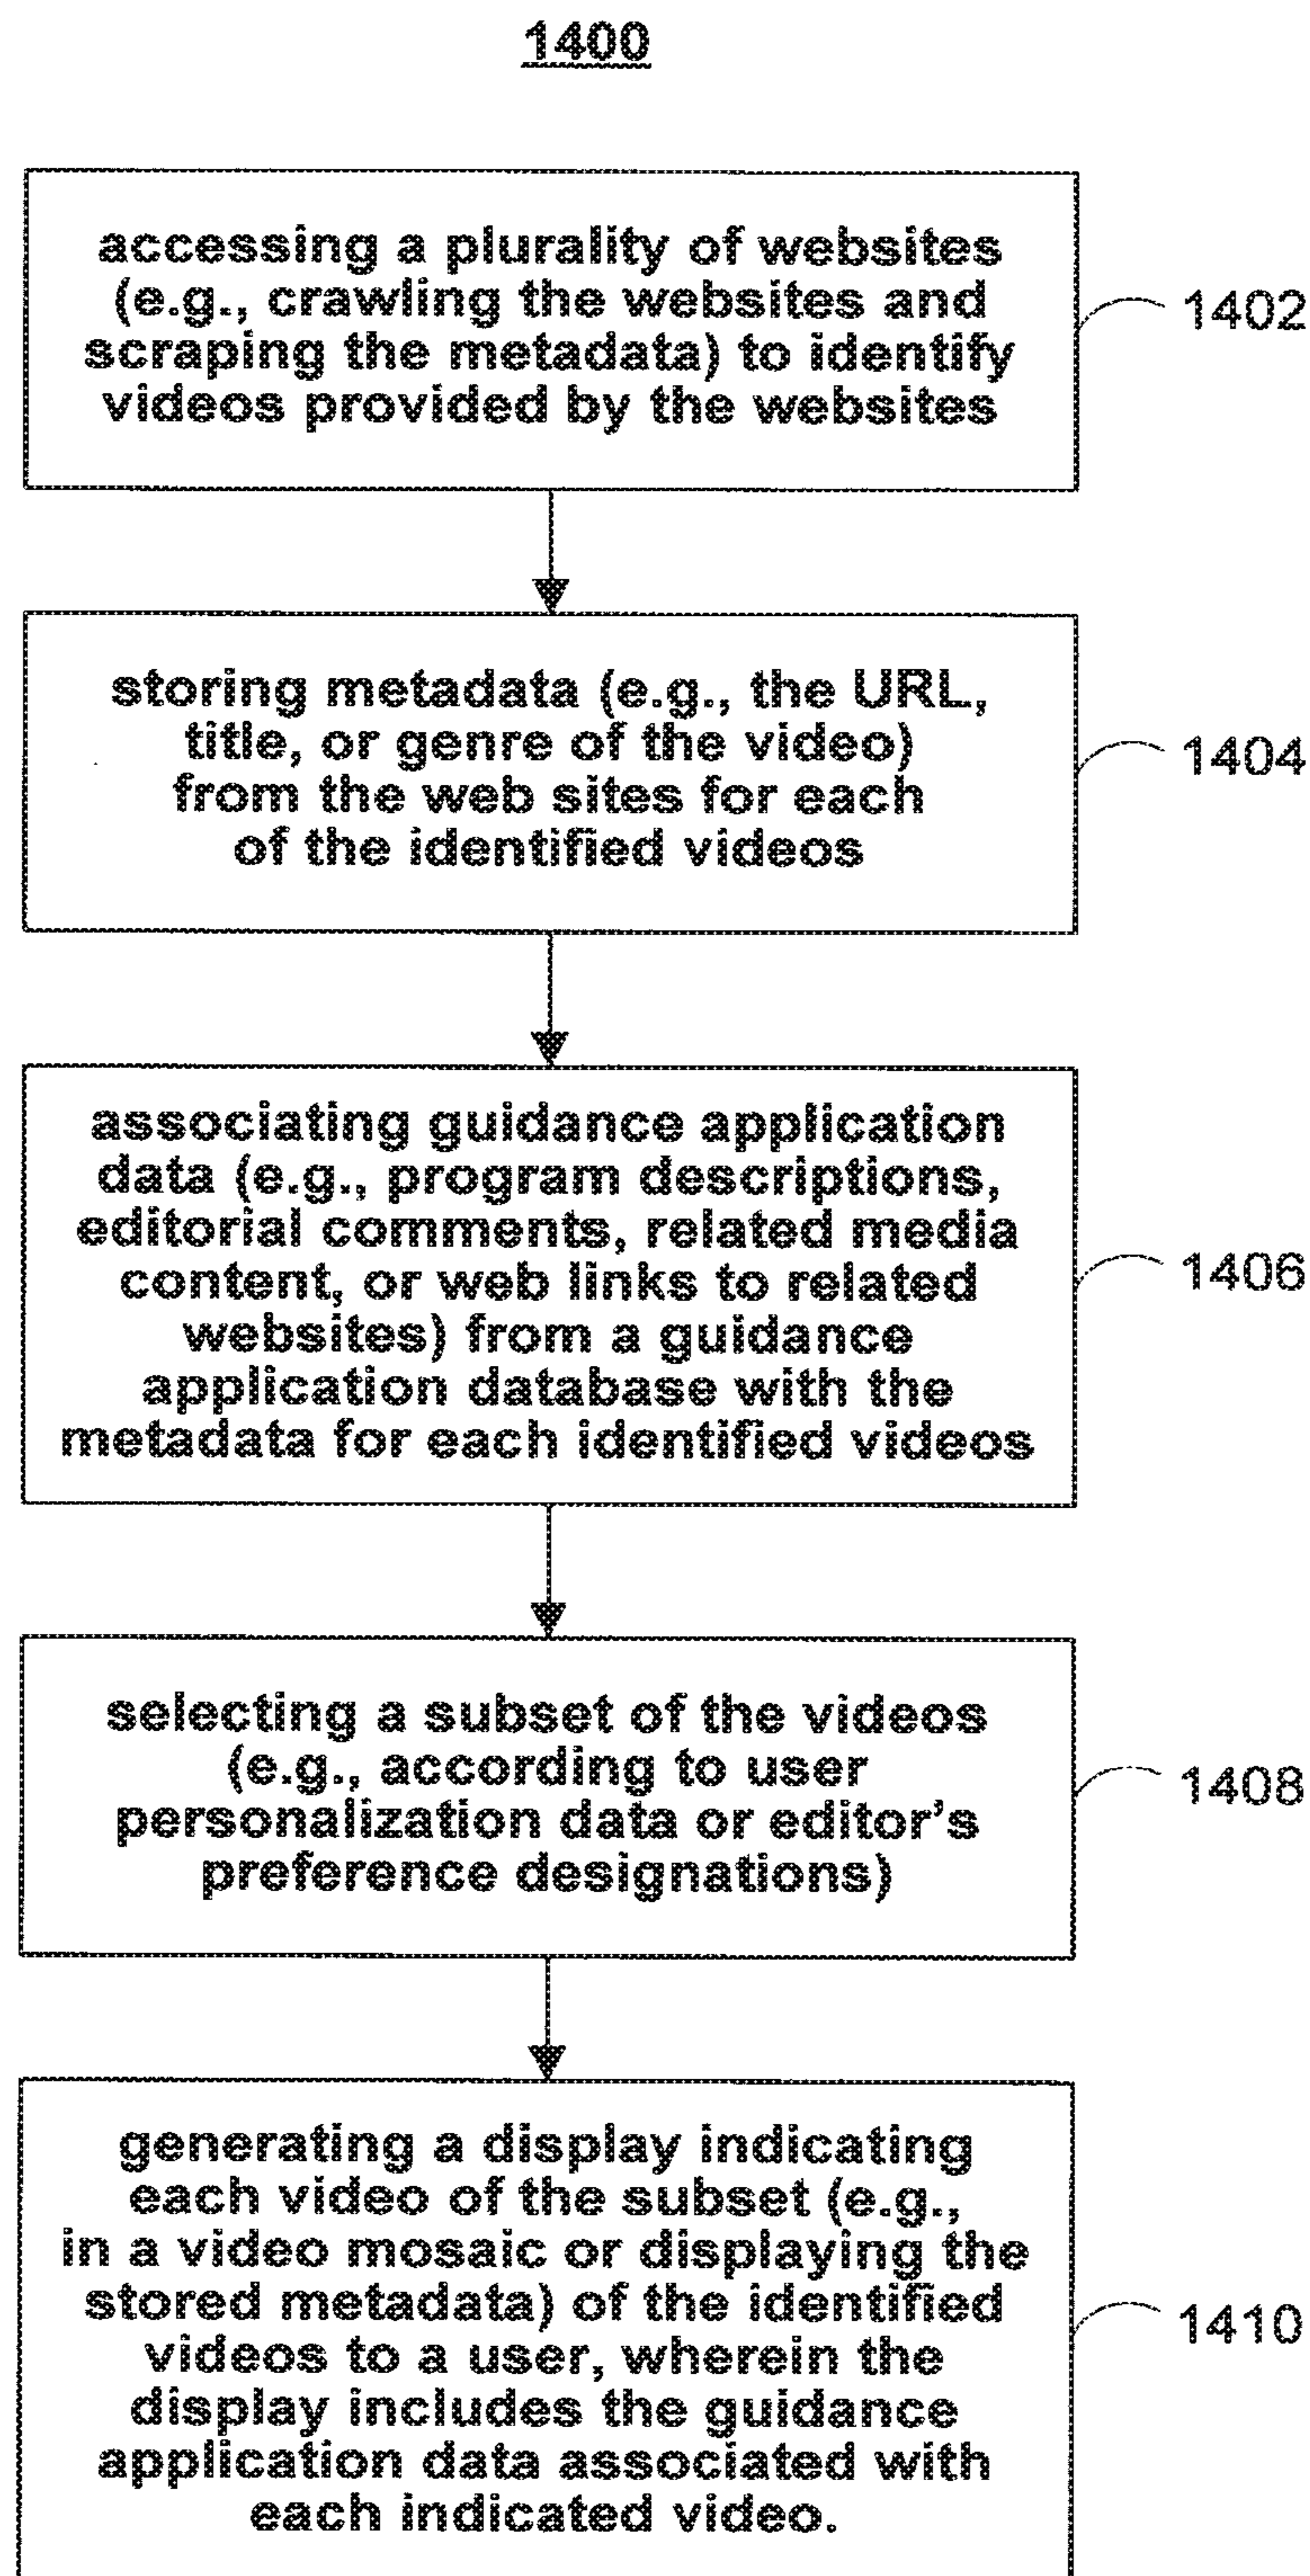 1400
accessing a plurality of websites
(e.g., crawling the websites and
scraping the metadata) to identify
videos provided by the websites
1402
storing metadata (e.g., the URL,
title, or genre of the video)
from the web sites for each
of the identified videos
1404
associating guidance application
data (e.g., program descriptions,
editorial comments, related media
content, or web links to related
websites) from a guidance
application database with the
metadata for each identified videos
1406
selecting a subset of the videos
(e.g., according to user
personalization data or editor's
preference designations)
1408
generating a display indicating
each video of the subset (e.g.,
in a video mosaic or displaying the
stored metadata) of the identified
videos to a user, wherein the
display includes the guidance
application data associated with
each indicated video.
1410